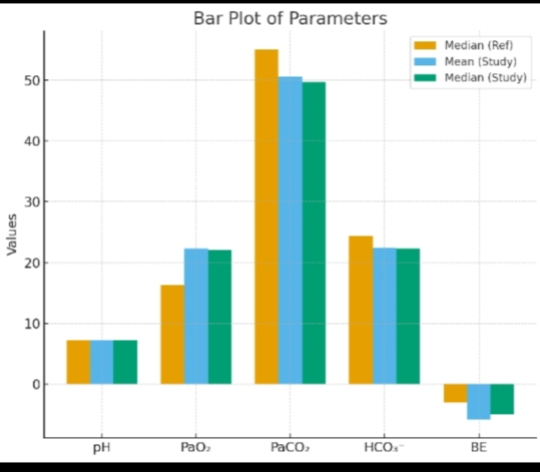 Bar Plot of Parameters
Median (Ref)
Mean (Study)
Median (Study)
Values
50
40
30
20
10
0
pH PaO₂ PaCO₂ HCO₃⁻ BE